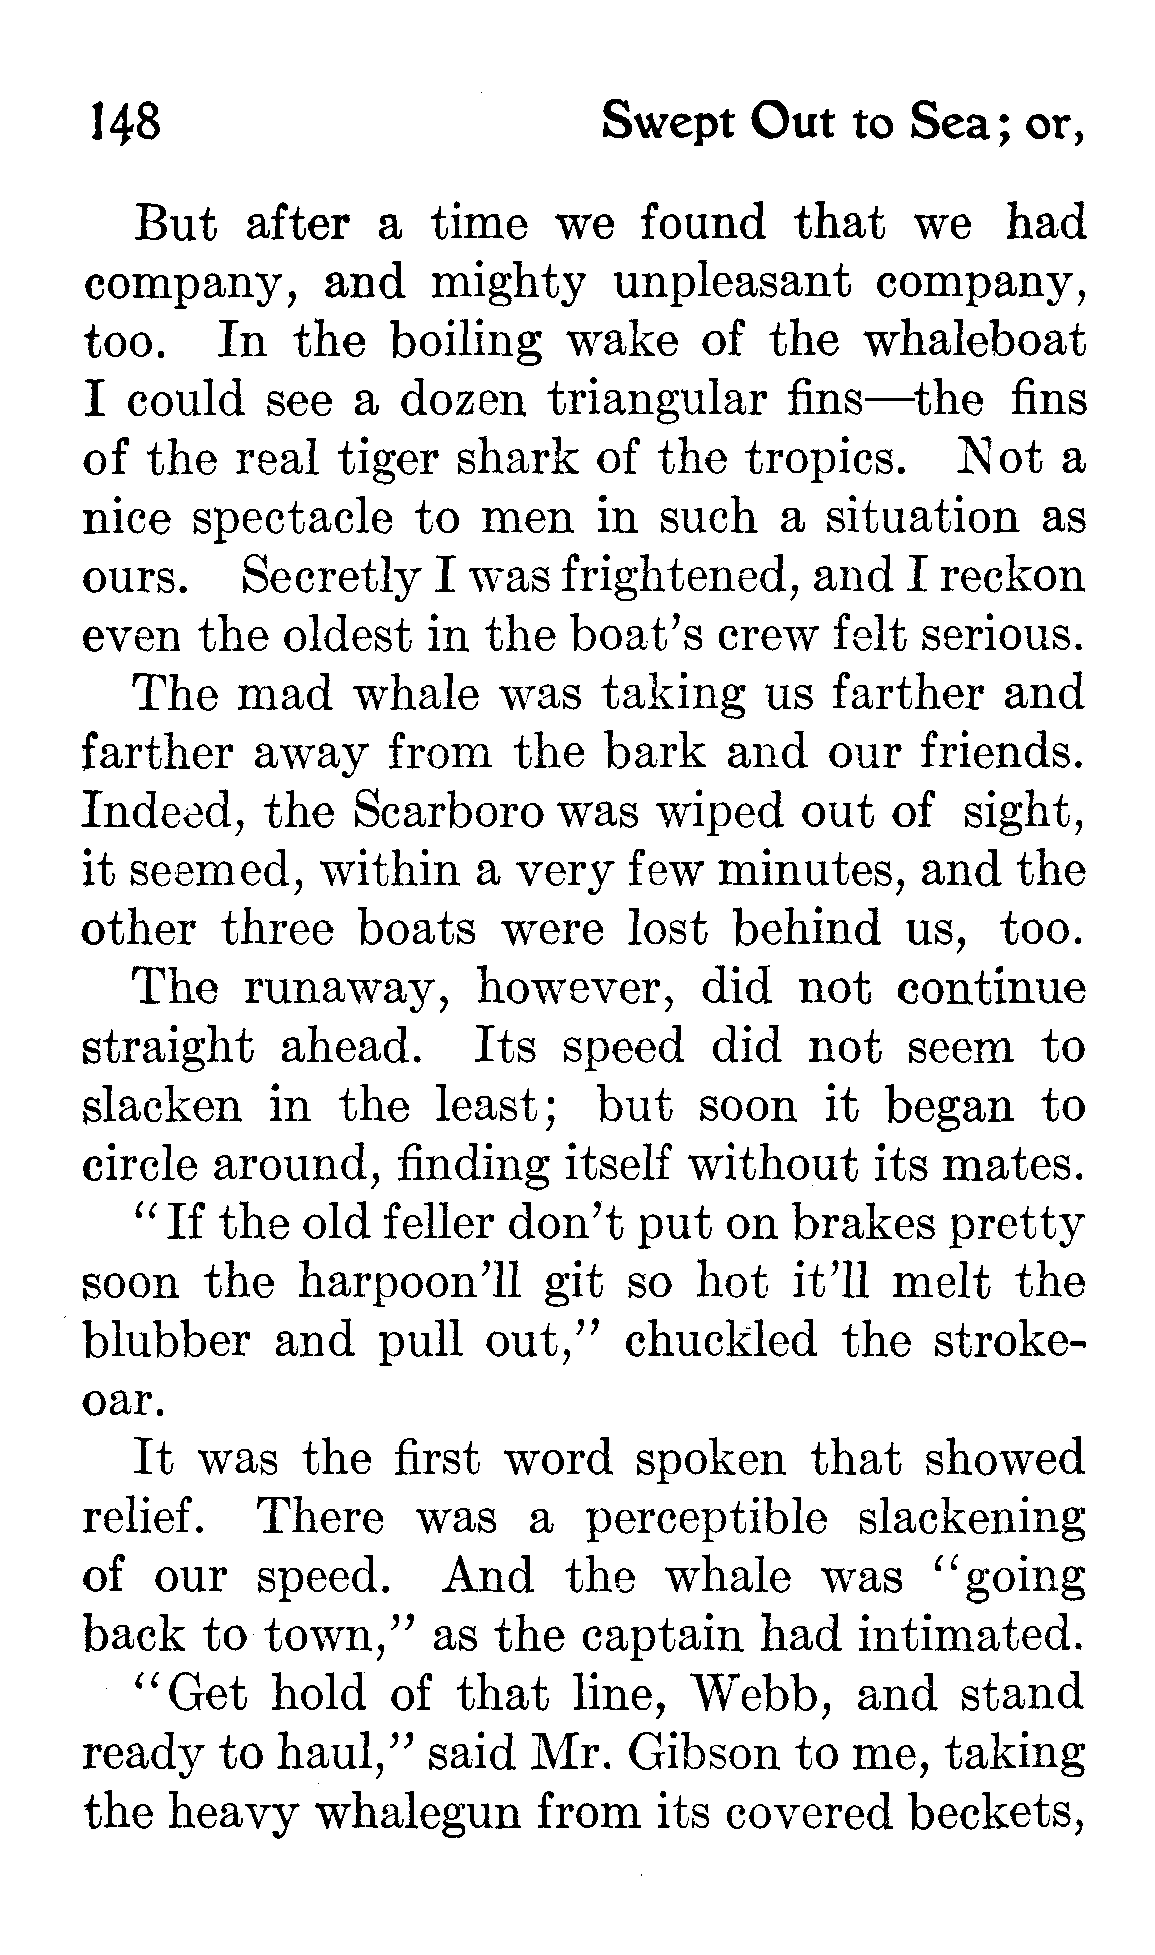 148 Swept Out to Sea; or,
But after a time we found that we had
company, and mighty unpleasant company,
too. In the boiling wake of the whaleboat
I could see a dozen triangular fins—the fins
of the real tiger shark of the tropics. Not a
nice spectacle to men in such a situation as
ours. Secretly I was frightened, and I reckon
even the oldest in the boat's crew felt serious.
The mad whale was taking us farther and
farther away from the bark and our friends.
Indeed, the Scarboro was wiped out of sight,
it seemed, within a very few minutes, and the
other three boats were lost behind us, too.
The runaway, however, did not continue
straight ahead. Its speed did not seem to
slacken in the least; but soon it began to
circle around, finding itself without its mates.
"If the old feller don't put on brakes pretty
soon the harpoon'll git so hot it'll melt the
blubber and pull out," chuckled the stroke-
oar.
It was the first word spoken that showed
relief. There was a perceptible slackening
of our speed. And the whale was "going
back to town," as the captain had intimated.
"Get hold of that line, Webb, and stand
ready to haul," said Mr. Gibson to me, taking
the heavy whalegun from its covered beckets,